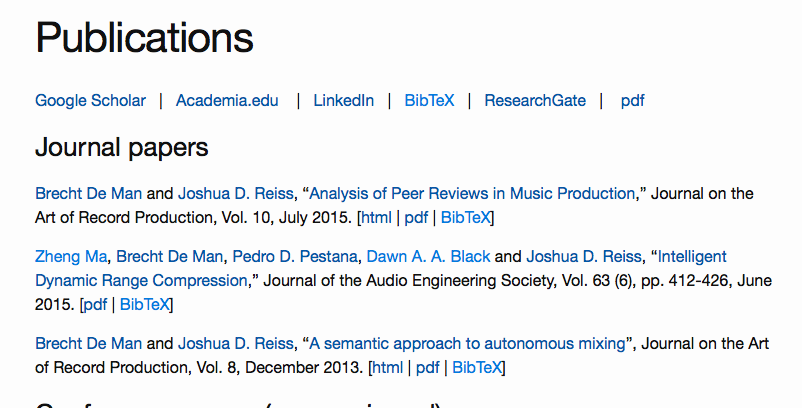 Publications
Google Scholar | Academia.edu | LinkedIn | BibTeX | ResearchGate | pdf
Journal papers
Brecht De Man and Joshua D. Reiss, “Analysis of Peer Reviews in Music Production,” Journal on the
Art of Record Production, Vol. 10, July 2015. [html | pdf | BibTeX]
Zheng Ma, Brecht De Man, Pedro D. Pestana, Dawn A. A. Black and Joshua D. Reiss, “Intelligent
Dynamic Range Compression,” Journal of the Audio Engineering Society, Vol. 63 (6), pp. 412-426, June
2015. [pdf | BibTeX]
Brecht De Man and Joshua D. Reiss, “A semantic approach to autonomous mixing”, Journal on the Art
of Record Production, Vol. 8, December 2013. [html | pdf | BibTeX]